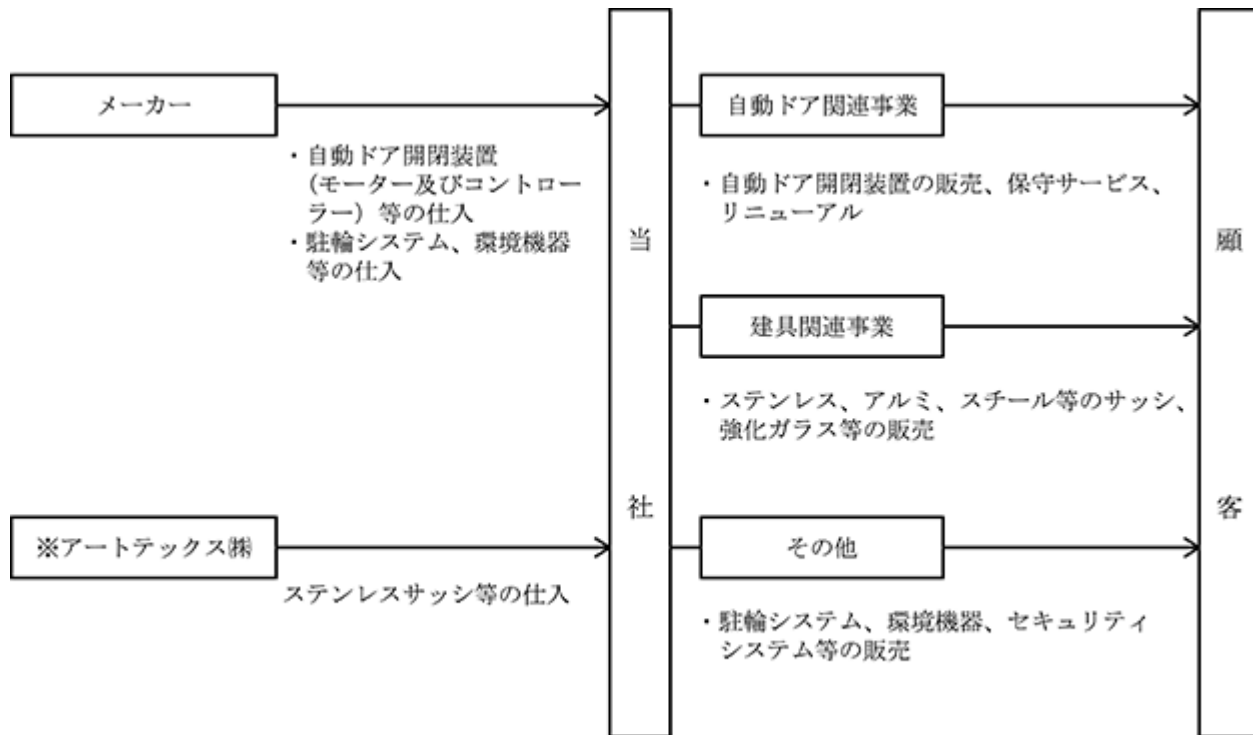 メーカー
・自動ドア開閉装置
（モーター及びコントロー
ラー）等の仕入
・駐輪システム、環境機器
等の仕入
※アートテックス㈱
ステンレスサッシ等の仕入
当社
自動ドア関連事業
・自動ドア開閉装置の販売、保守サービス、
リニューアル
建具関連事業
・ステンレス、アルミ、スチール等のサッシ、
強化ガラス等の販売
その他
・駐輪システム、環境機器、セキュリティ
システム等の販売
顧客